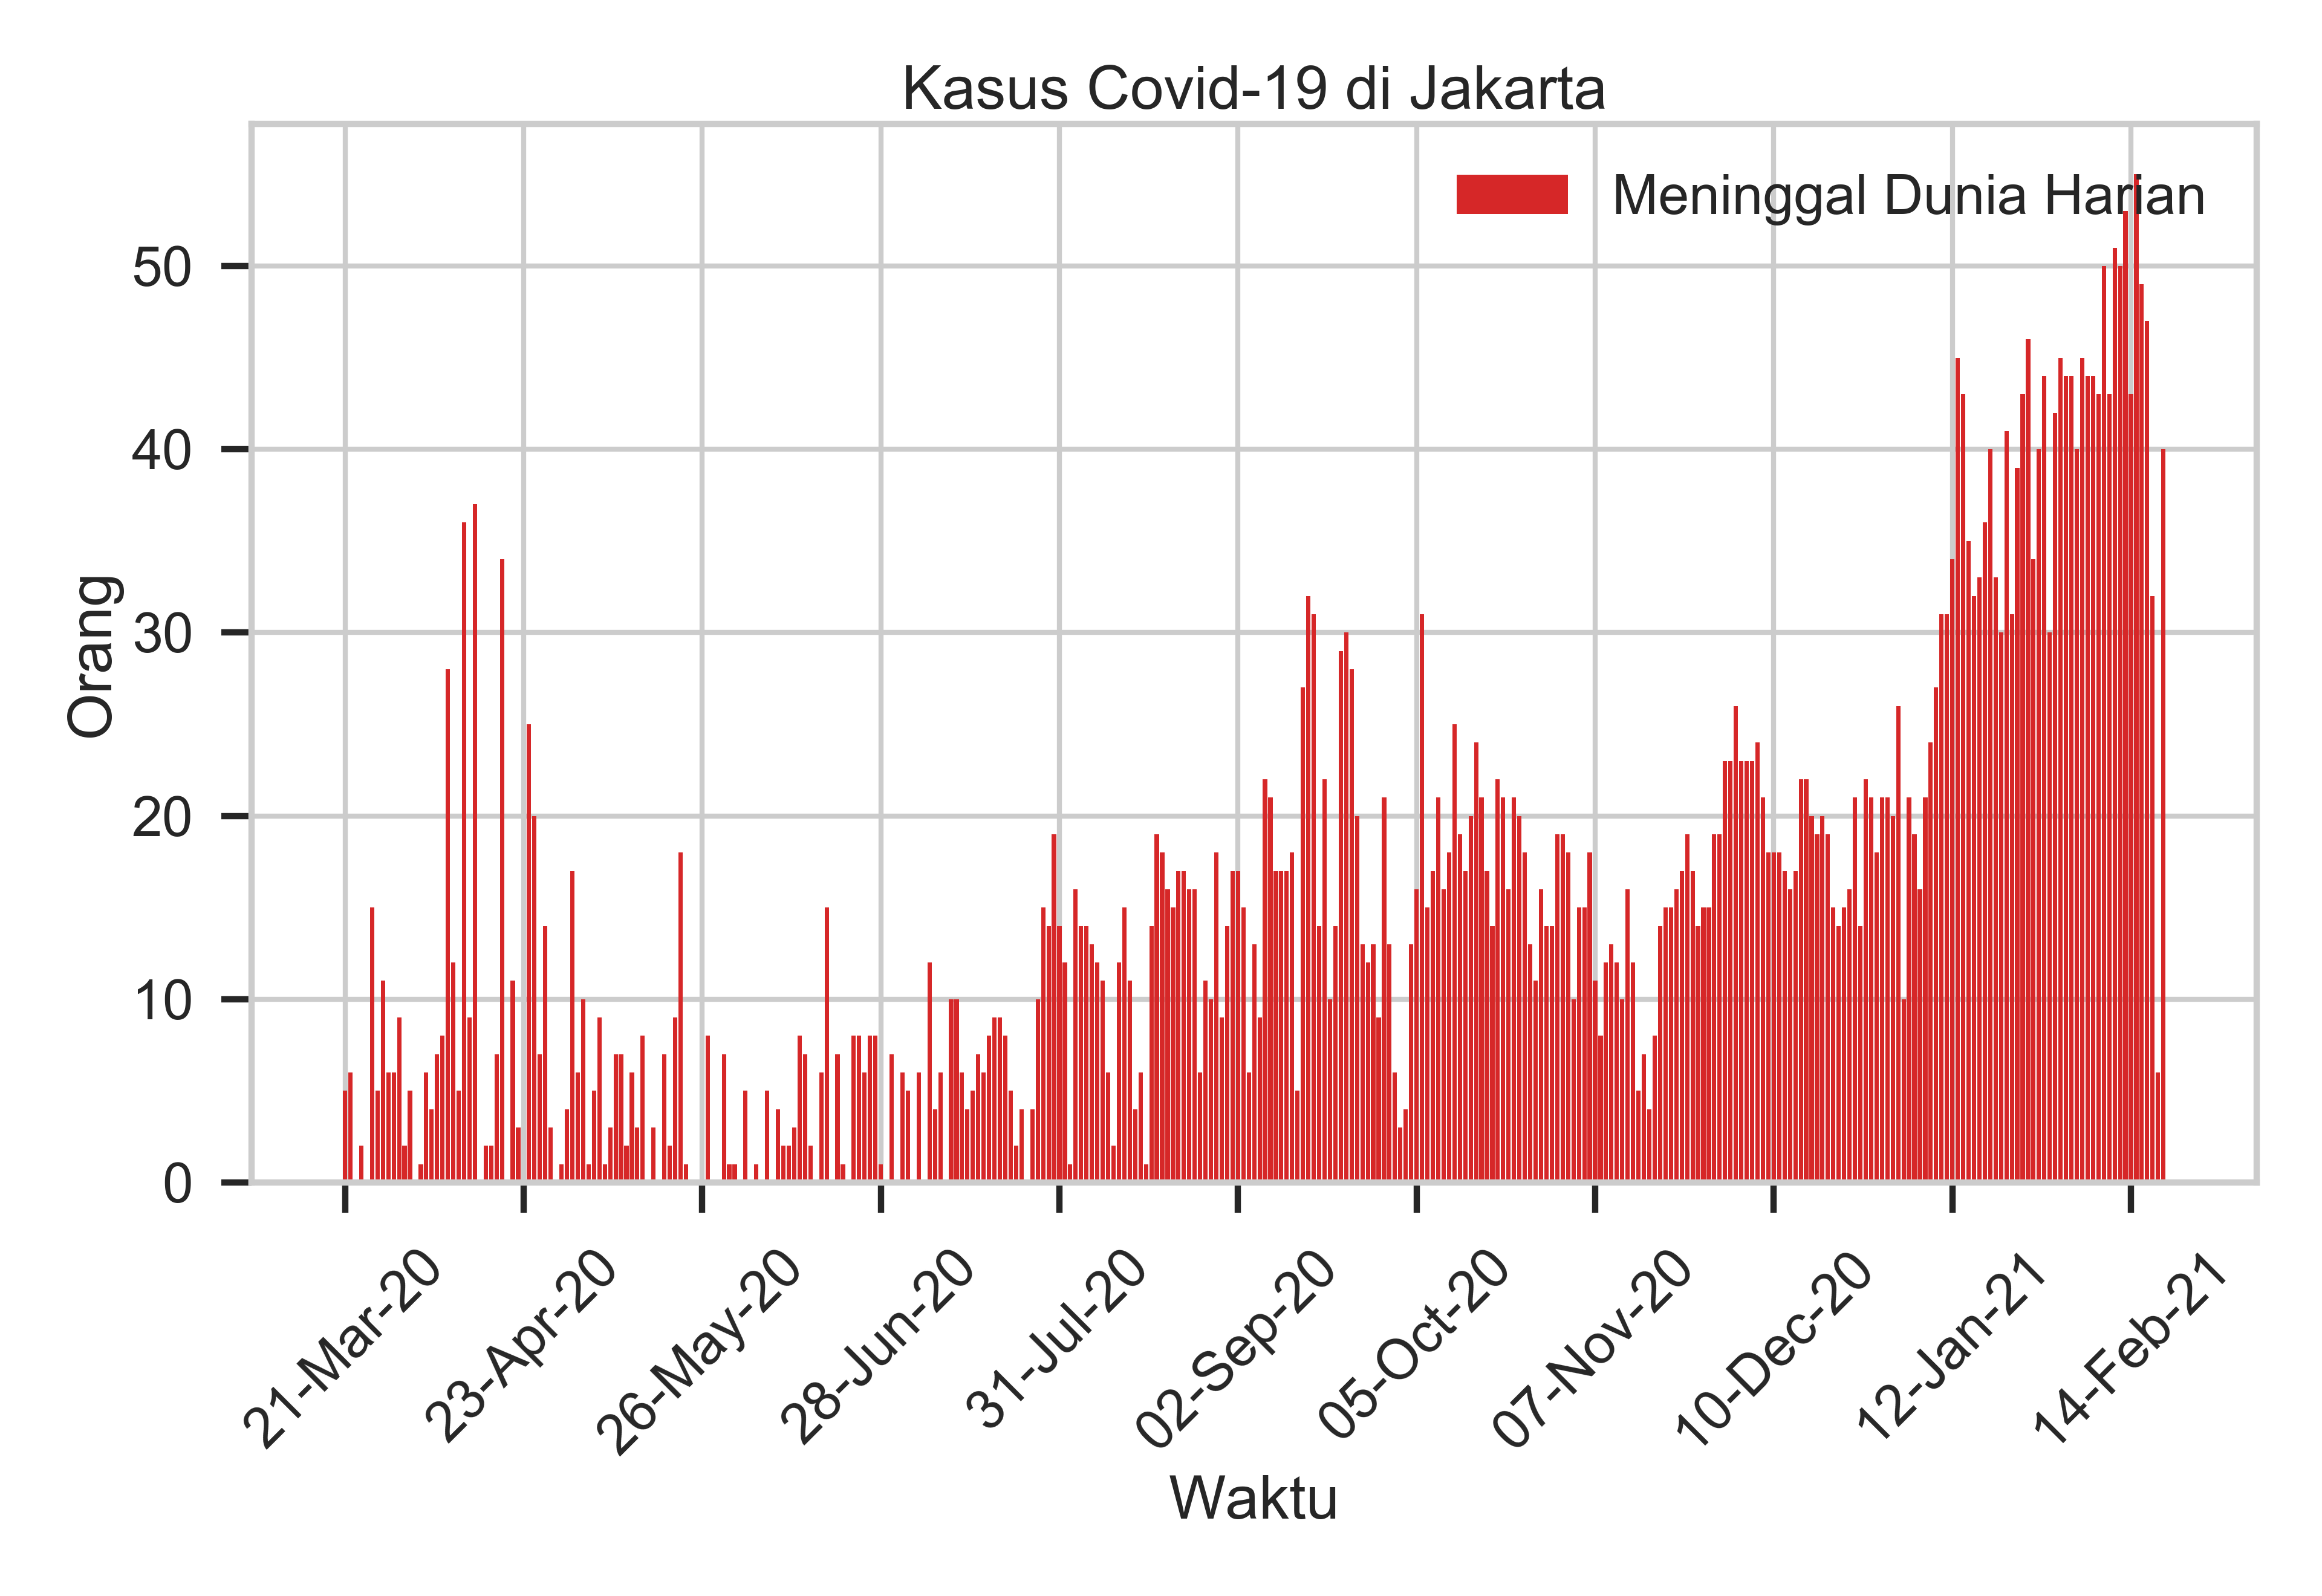 Kasus Covid-19 di Jakarta
Meninggal Dunia Harian
Orang
50
40
30
20
10
0
21-Mar-20
23-Apr-20
26-May-20
28-Jun-20
31-Jul-20
02-Sep-20
05-Oct-20
07-Nov-20
10-Dec-20
12-Jan-21
14-Feb-21
Waktu